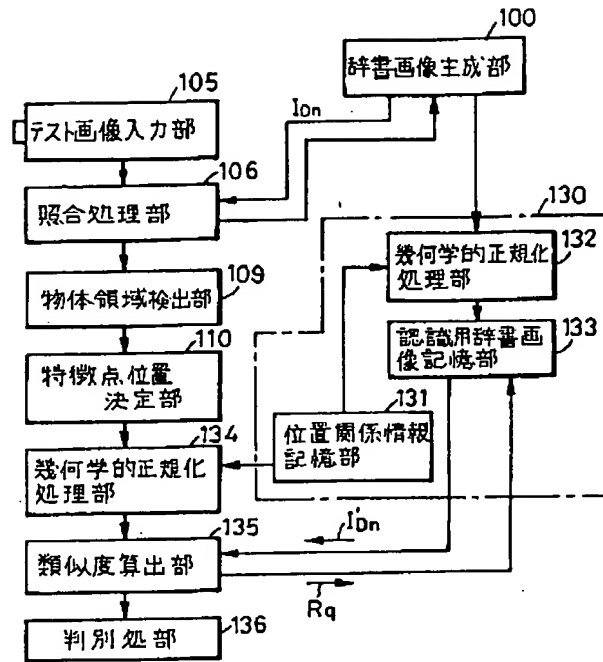 100
辞書画像生成部
105
テスト画像入力部
IDn
106
照合処理部
130
幾何学的正規化
処理部
132
109
物体領域検出部
認識用辞書画
像記憶部
133
110
特徴点位置
決定部
131
位置関係情報
記憶部
134
幾何学的正規化
処理部
I'Dn
135
類似度算出部
Rq
判別処部
136